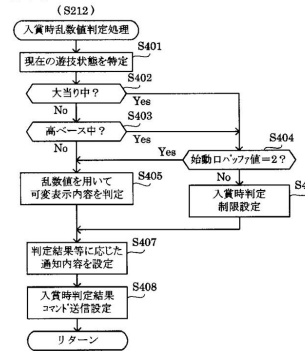 (S212)
入賞時乱数値判定処理
S401
現在の遊技状態を特定
S402
大当り中?
Yes
No
S403
高ベース中?
Yes
No
S404
Yes
始動口バッファ値=2?
No
S405
乱数値を用いて
可変表示内容を判定
入賞時判定
制限設定
S407
判定結果等に応じた
通知内容を設定
S408
入賞時判定結果
コマンド送信設定
リターン